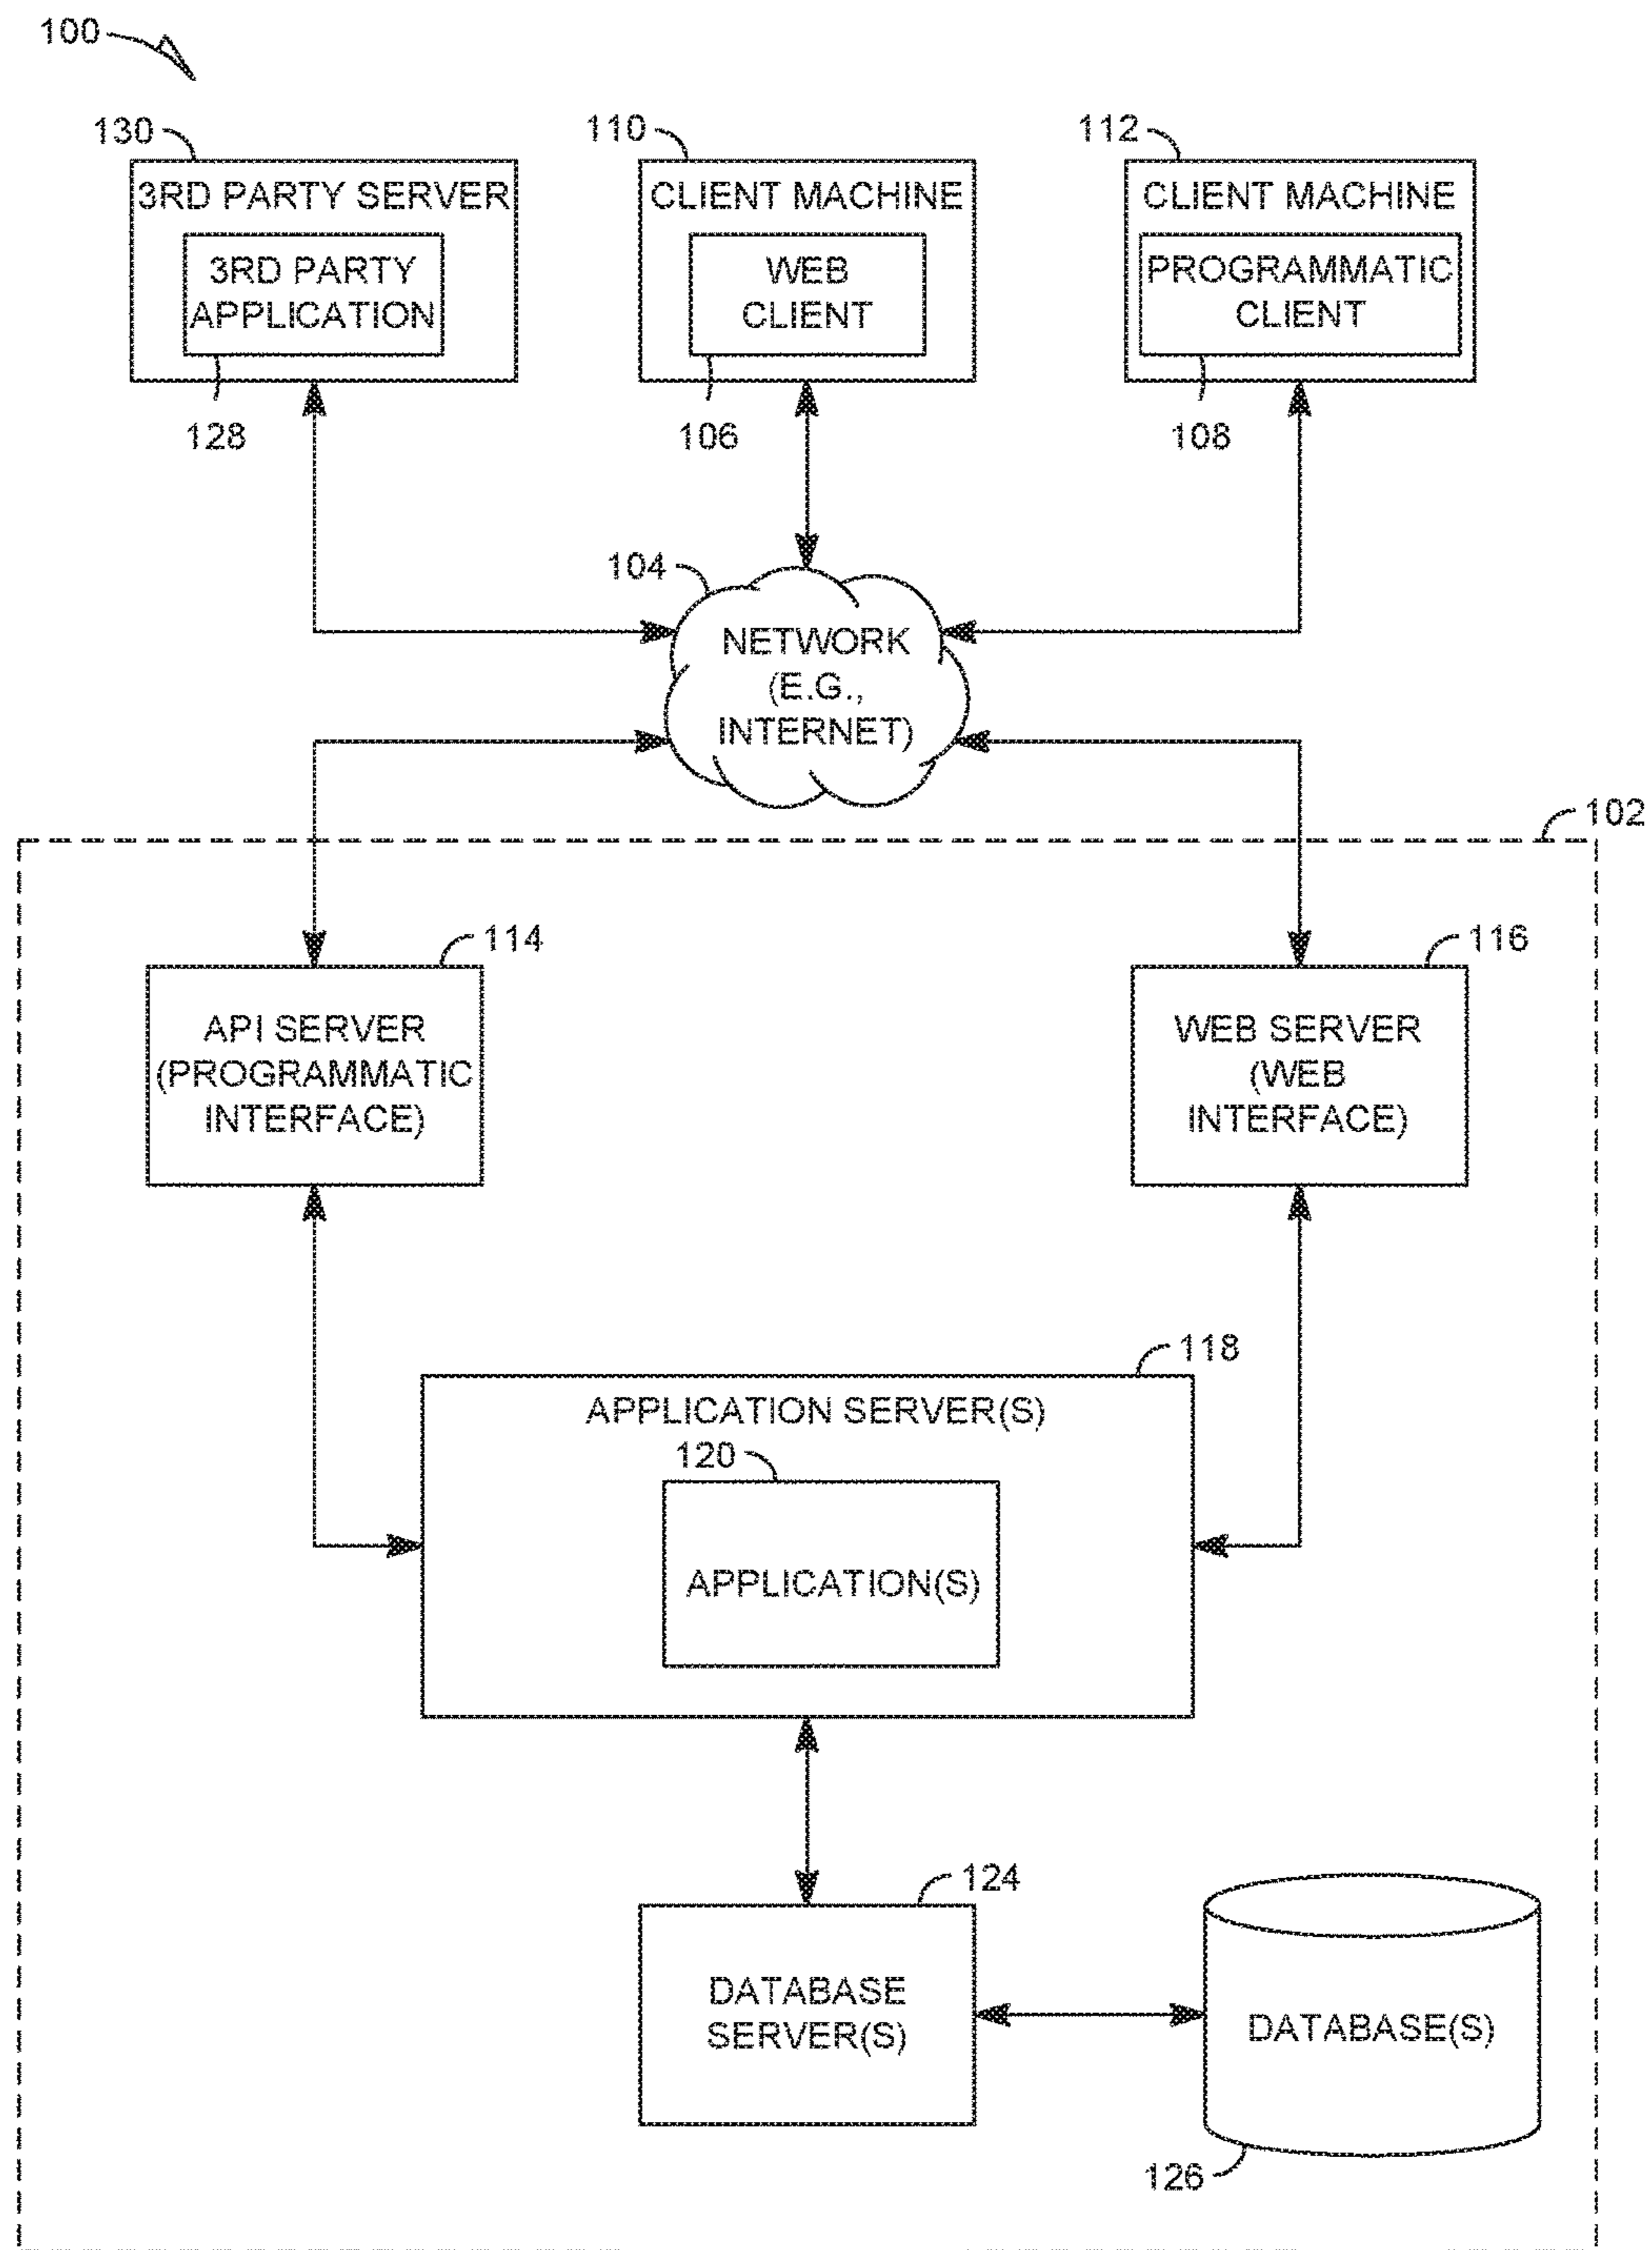 100
130
110
112
3RD PARTY SERVER
CLIENT MACHINE
CLIENT MACHINE
3RD PARTY
APPLICATION
WEB
CLIENT
PROGRAMMATIC
CLIENT
128
106
108
104
NETWORK
(E.G.,
INTERNET)
102
114
116
API SERVER
(PROGRAMMATIC
INTERFACE)
WEB SERVER
(WEB
INTERFACE)
118
APPLICATION SERVER(S)
120
APPLICATION(S)
124
DATABASE
SERVER(S)
DATABASE(S)
126